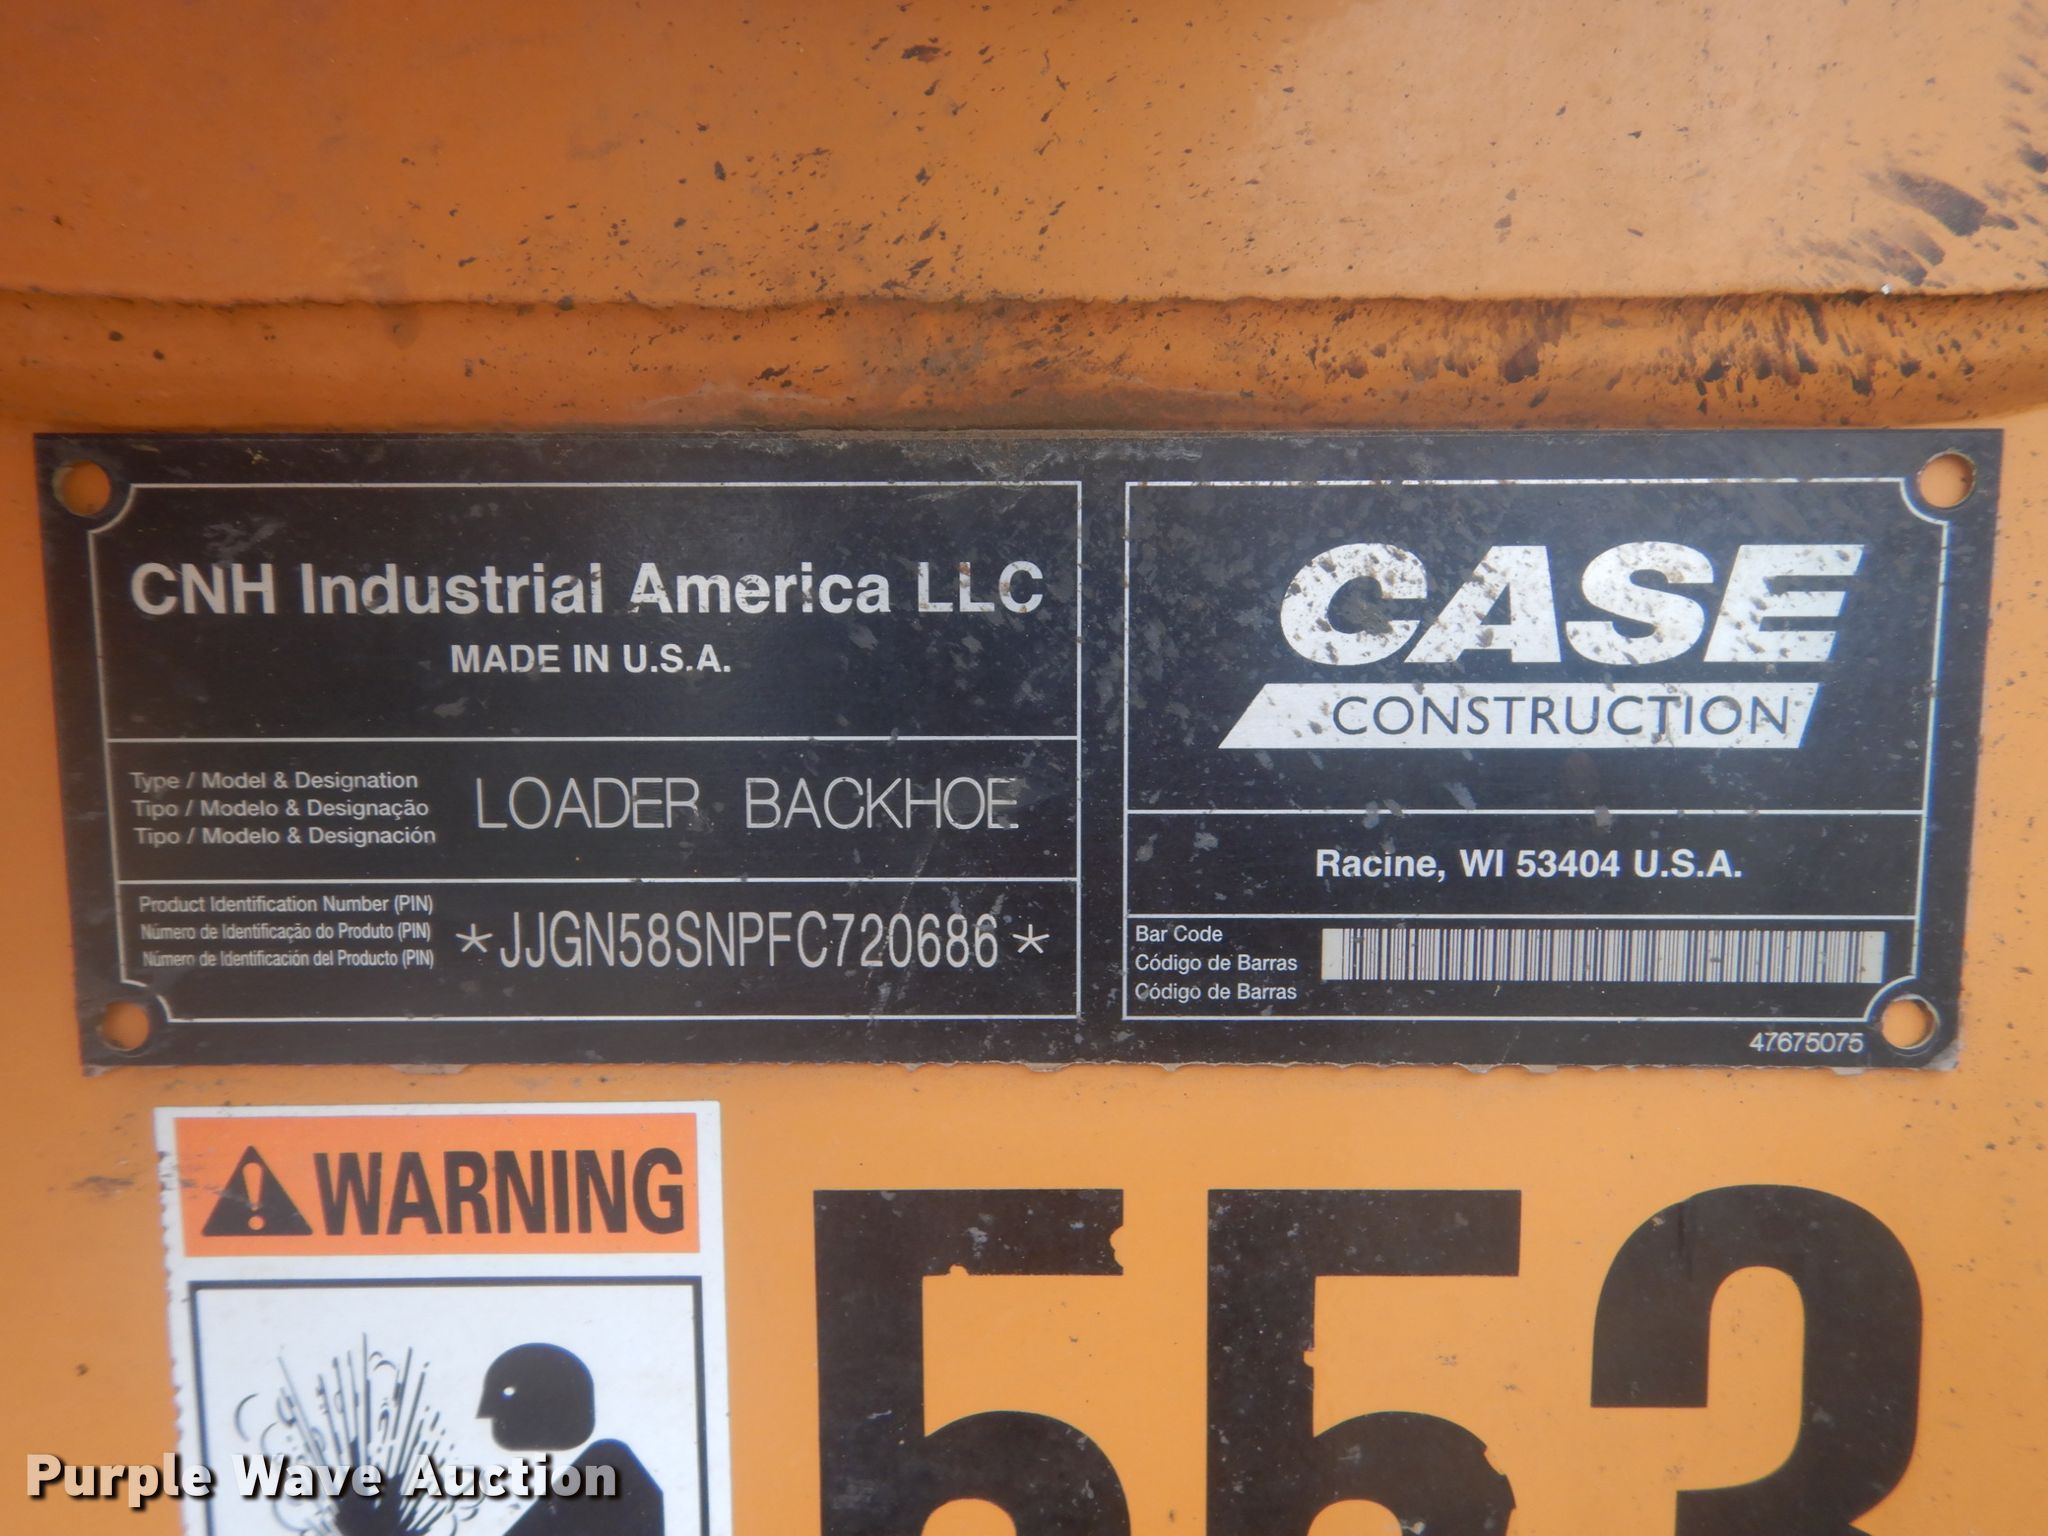 CNH Industrial America LLC
MADE IN U.S.A.
Type / Model & Designation
Tipo / Modelo & Designação
Tipo / Modelo & Designación
LOADER BACKHOE
Product Identification Number (PIN)
Número de Identificação do Produto (PIN)
Número de Identificación del Producto (PIN)
*JJGN58SNPFC720686*
CASE
CONSTRUCTION
Racine, WI 53404 U.S.A.
Bar Code
Código de Barras
Código de Barras
47675075
WARNING
553
Purple Wave Auction